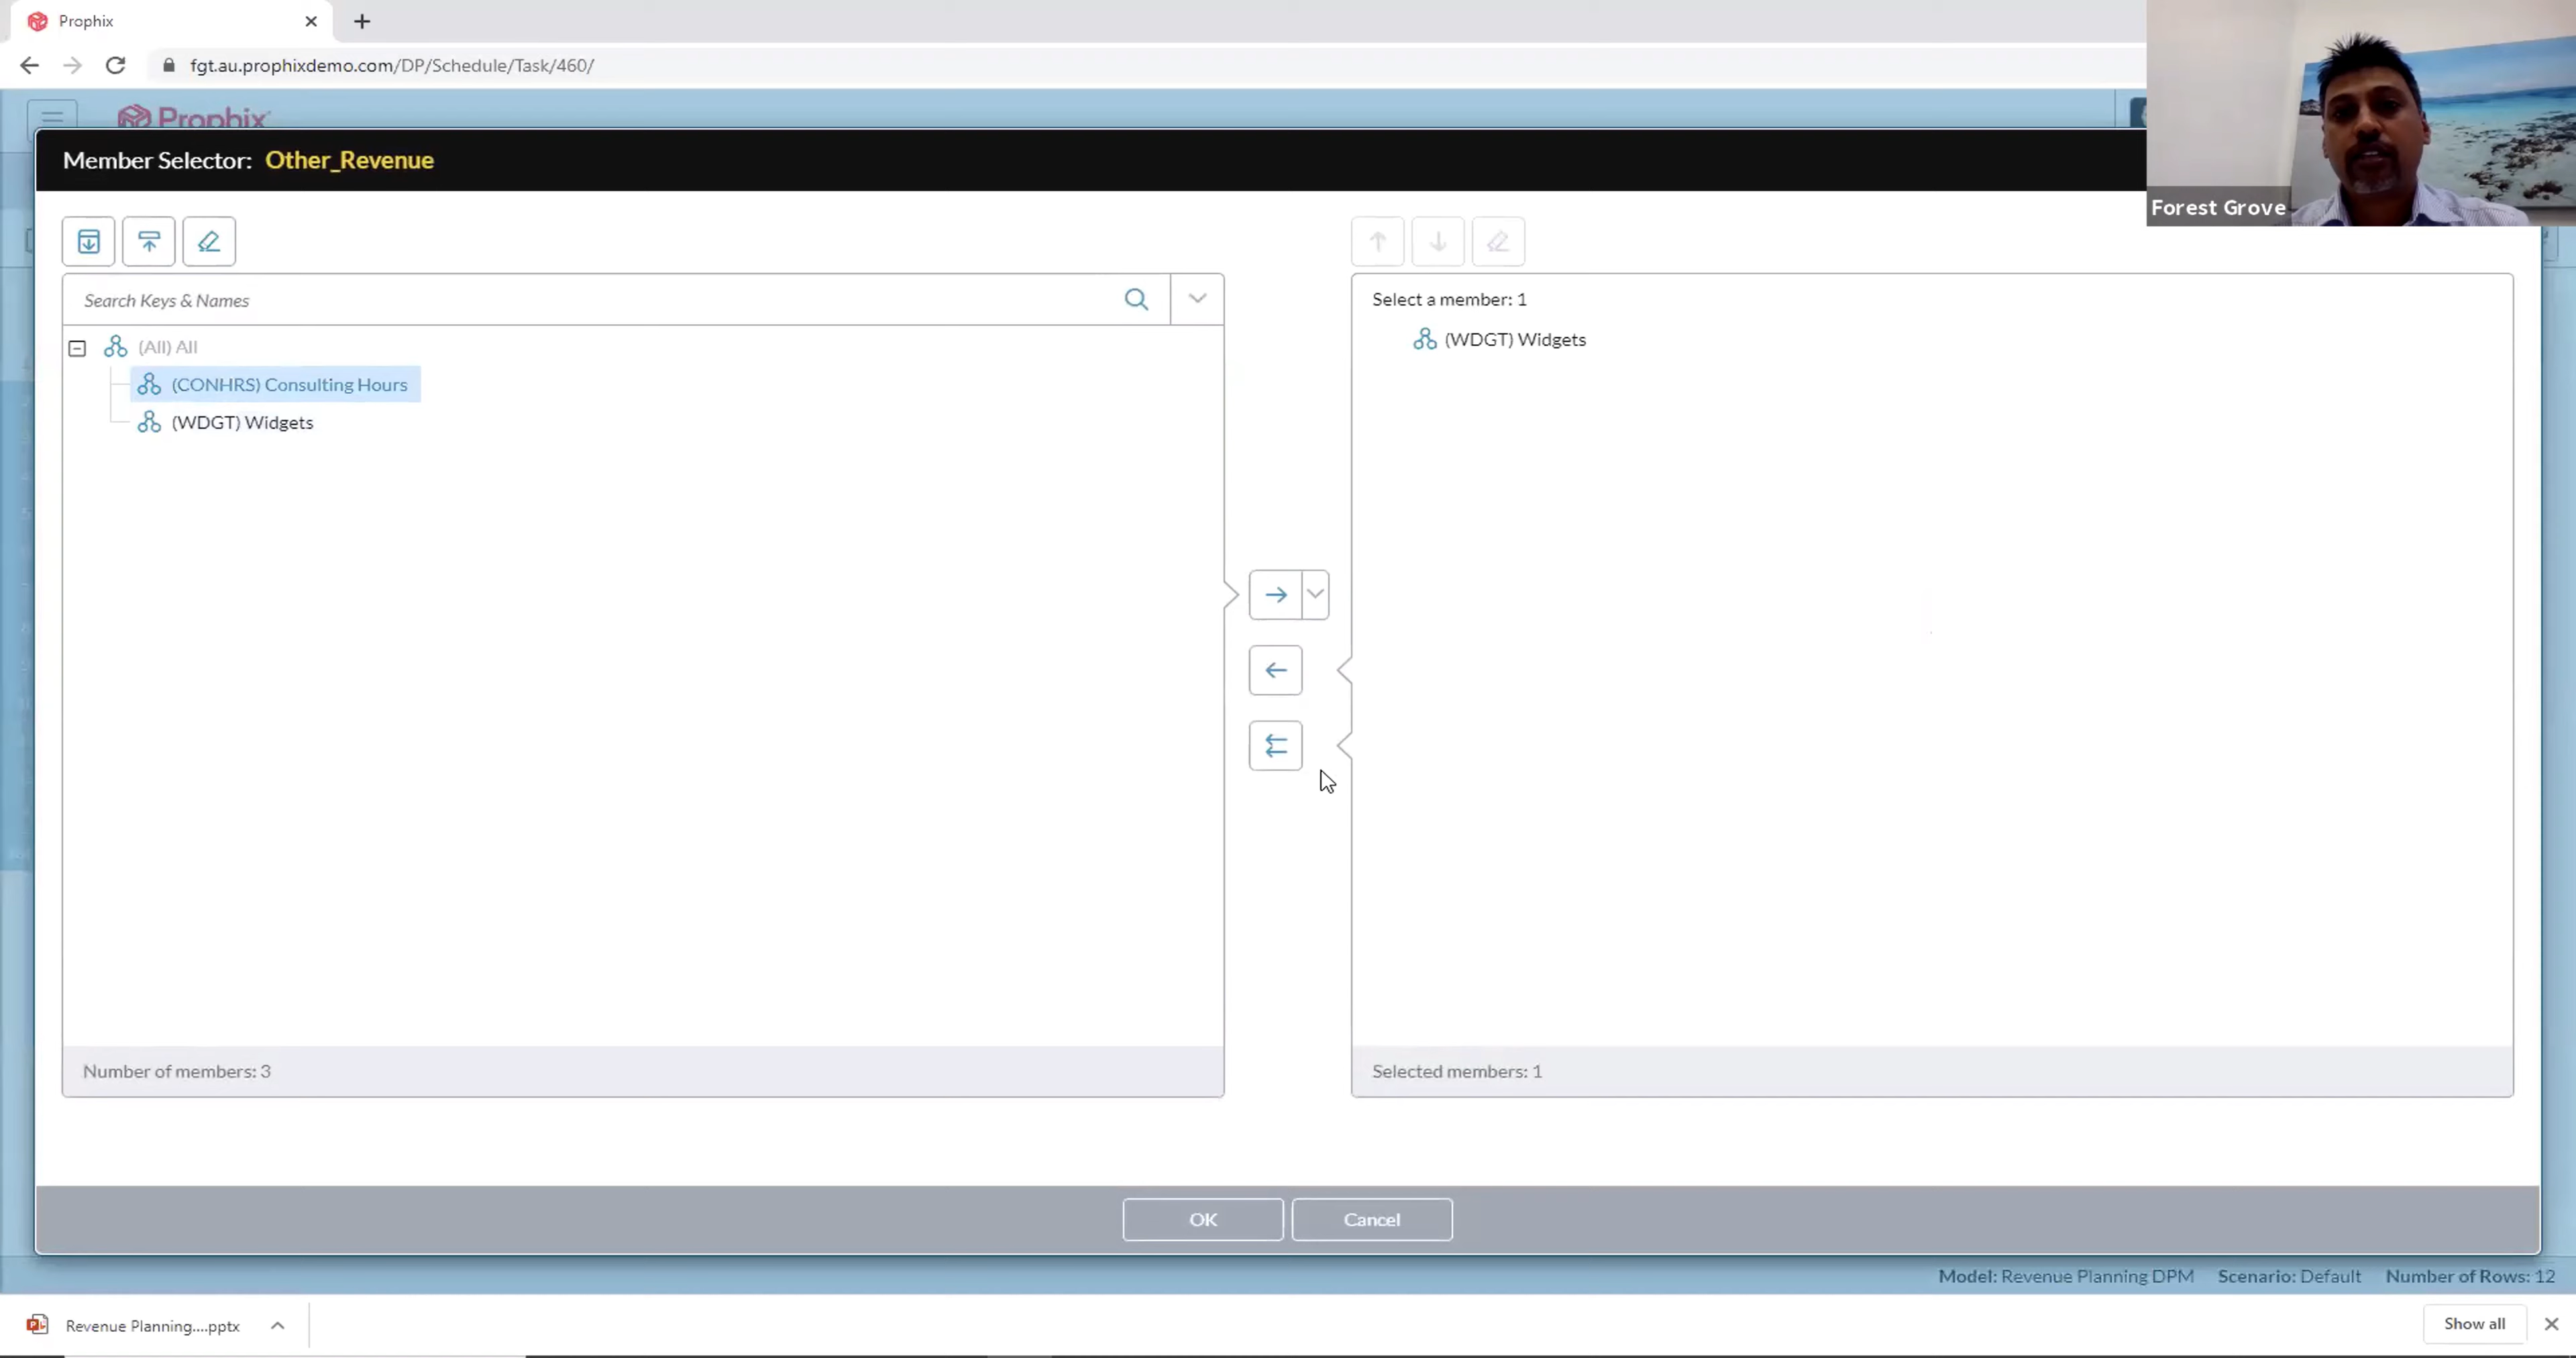 Prophix
fgt.au.prophixdemo.com/DP/Schedule/Task/460/
Prophix
Member Selector: Other_Revenue
Forest Grove
Search Keys & Names
(All) All
(CONHRS) Consulting Hours
(WDGT) Widgets
Number of members: 3
Select a member: 1
(WDGT) Widgets
Selected members: 1
OK
Cancel
Model: Revenue Planning DPM Scenario: Default Number of Rows: 12
Revenue Planning....pptx
Show all